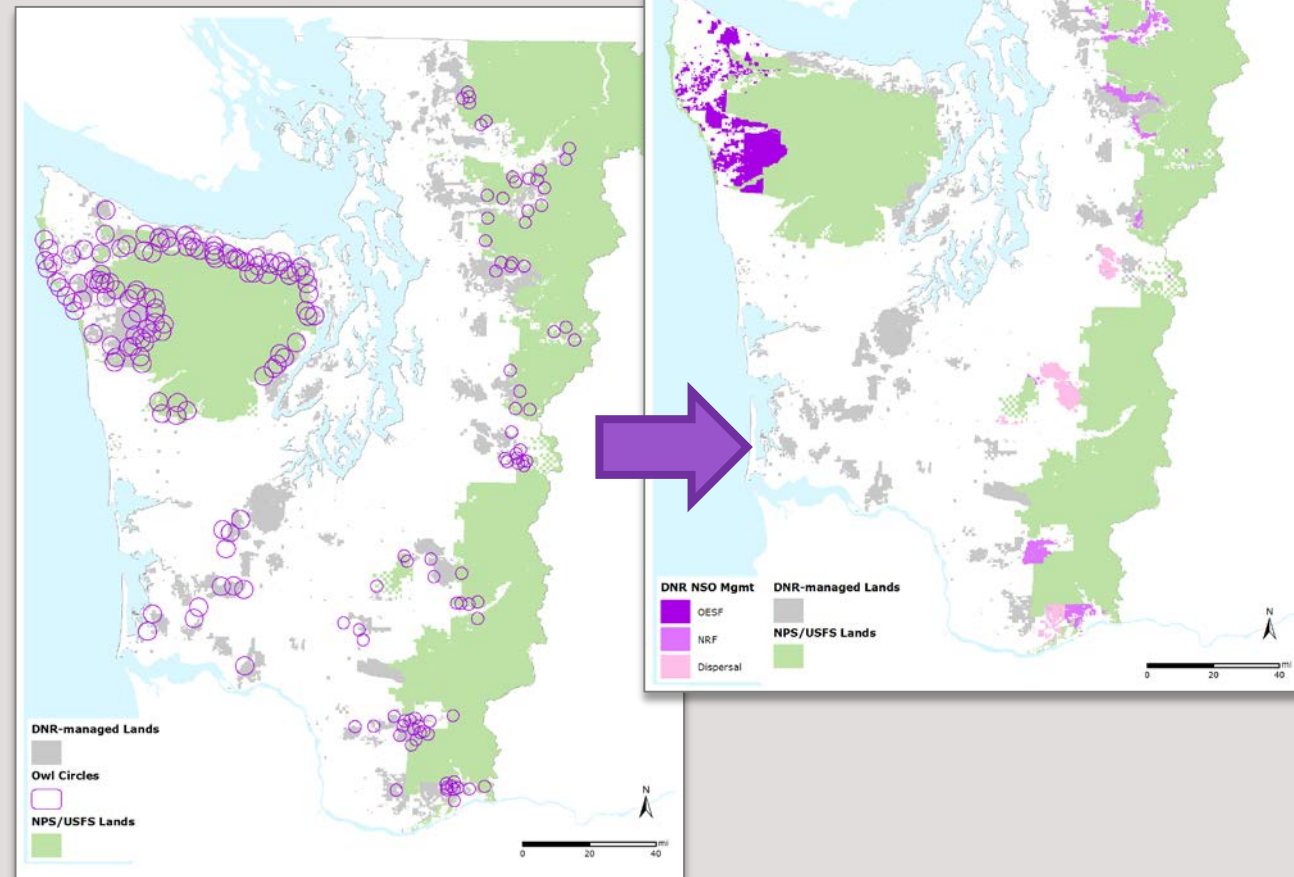 DNR-managed Lands
Owl Circles
NPS/USFS Lands
N
mi
0 20 40
DNR NSO Mgmt
OESF
NRF
Dispersal
DNR-managed Lands
NPS/USFS Lands
N
mi
0 20 40